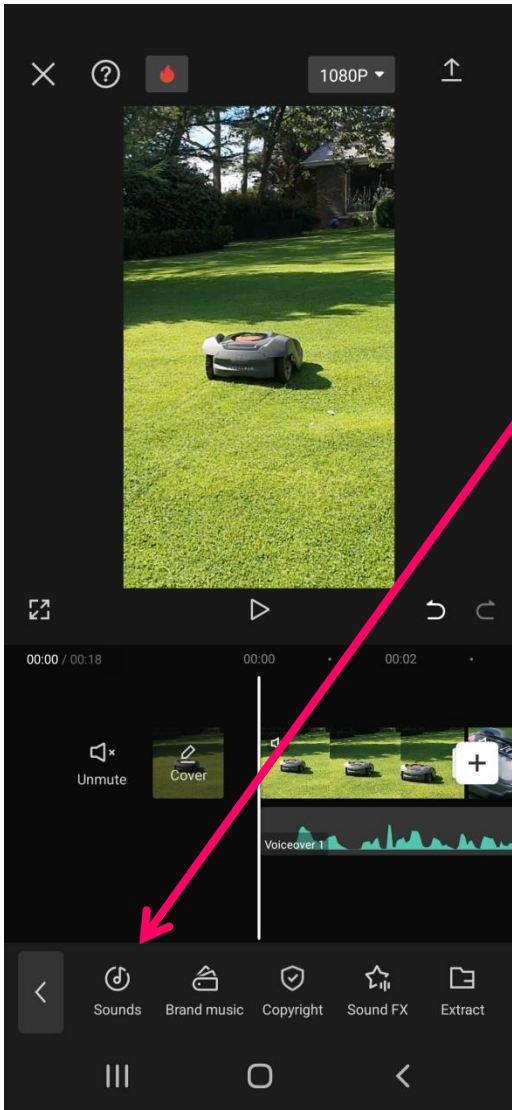 1080P
00:00 / 00:18
00:00
00:02
Unmute
Cover
Voiceover 1
Sounds
Brand music
Copyright
Sound FX
Extract